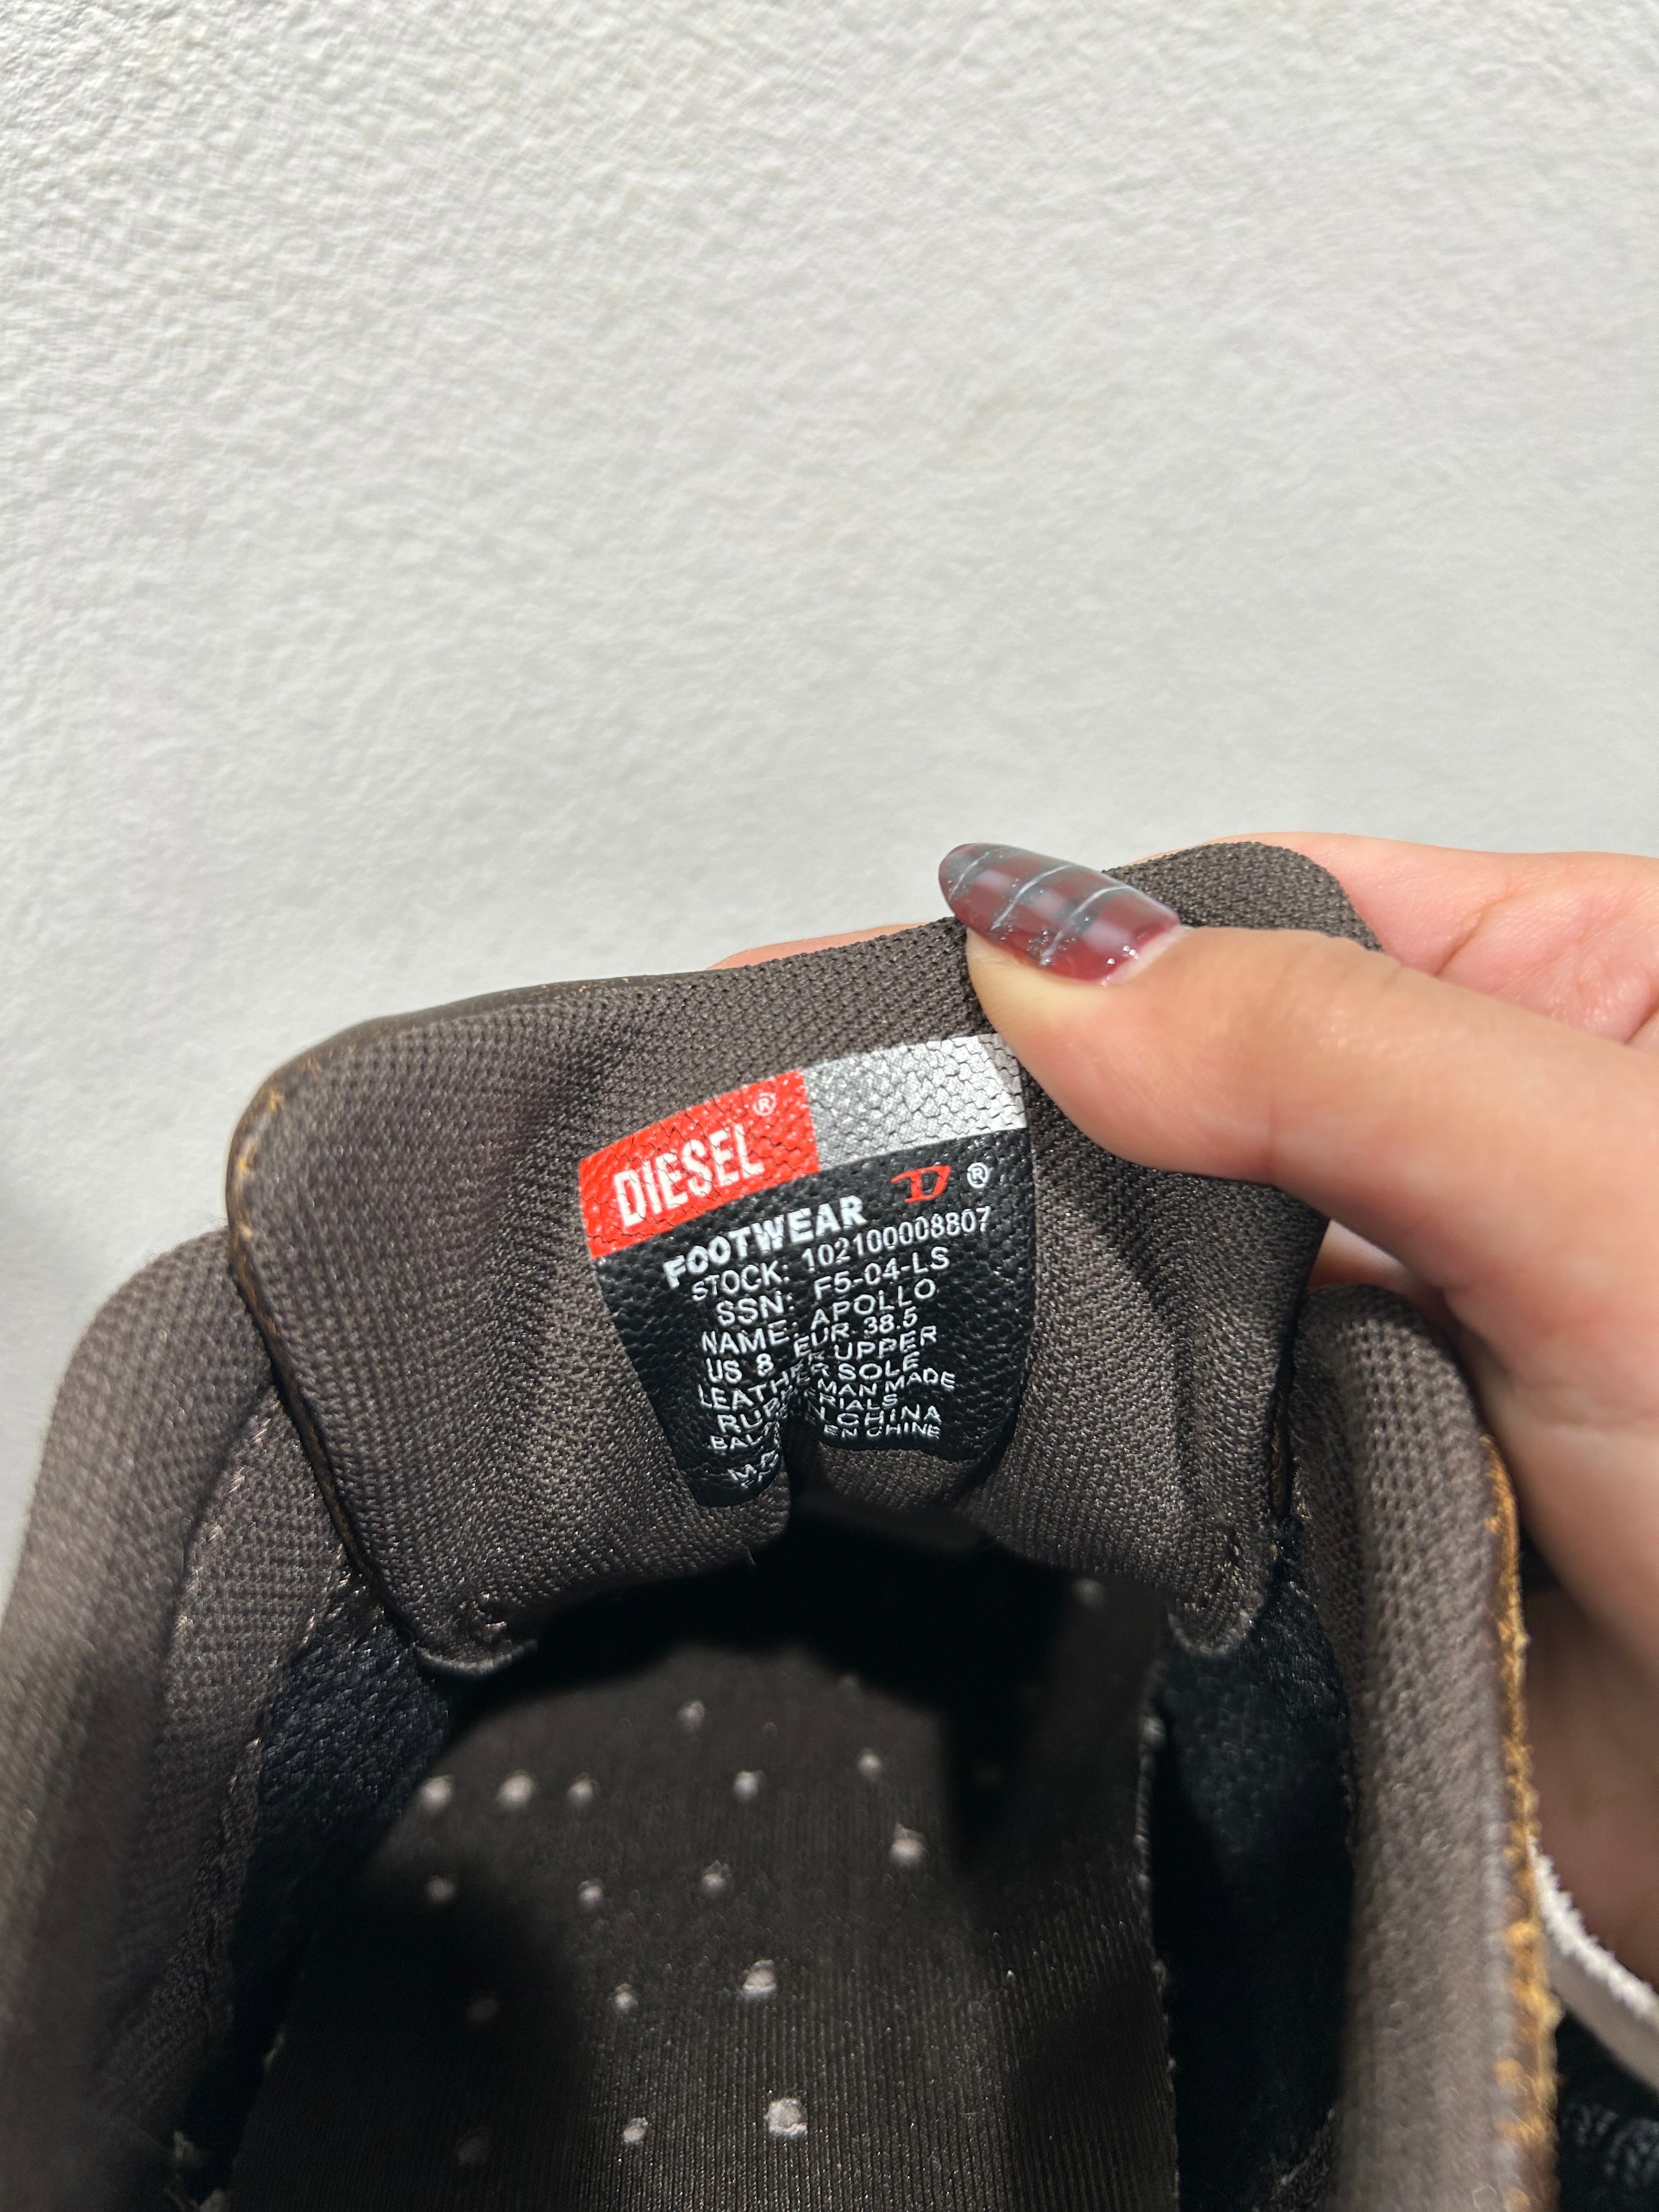 DIESEL ®
FOOTWEAR D ®
STOCK: 102100008807
SSN: F5-04-LS
NAME: APOLLO
US 8 EUR 38.5
UPPER
SOLE
MAN MADE
CHINA
EN CHINE